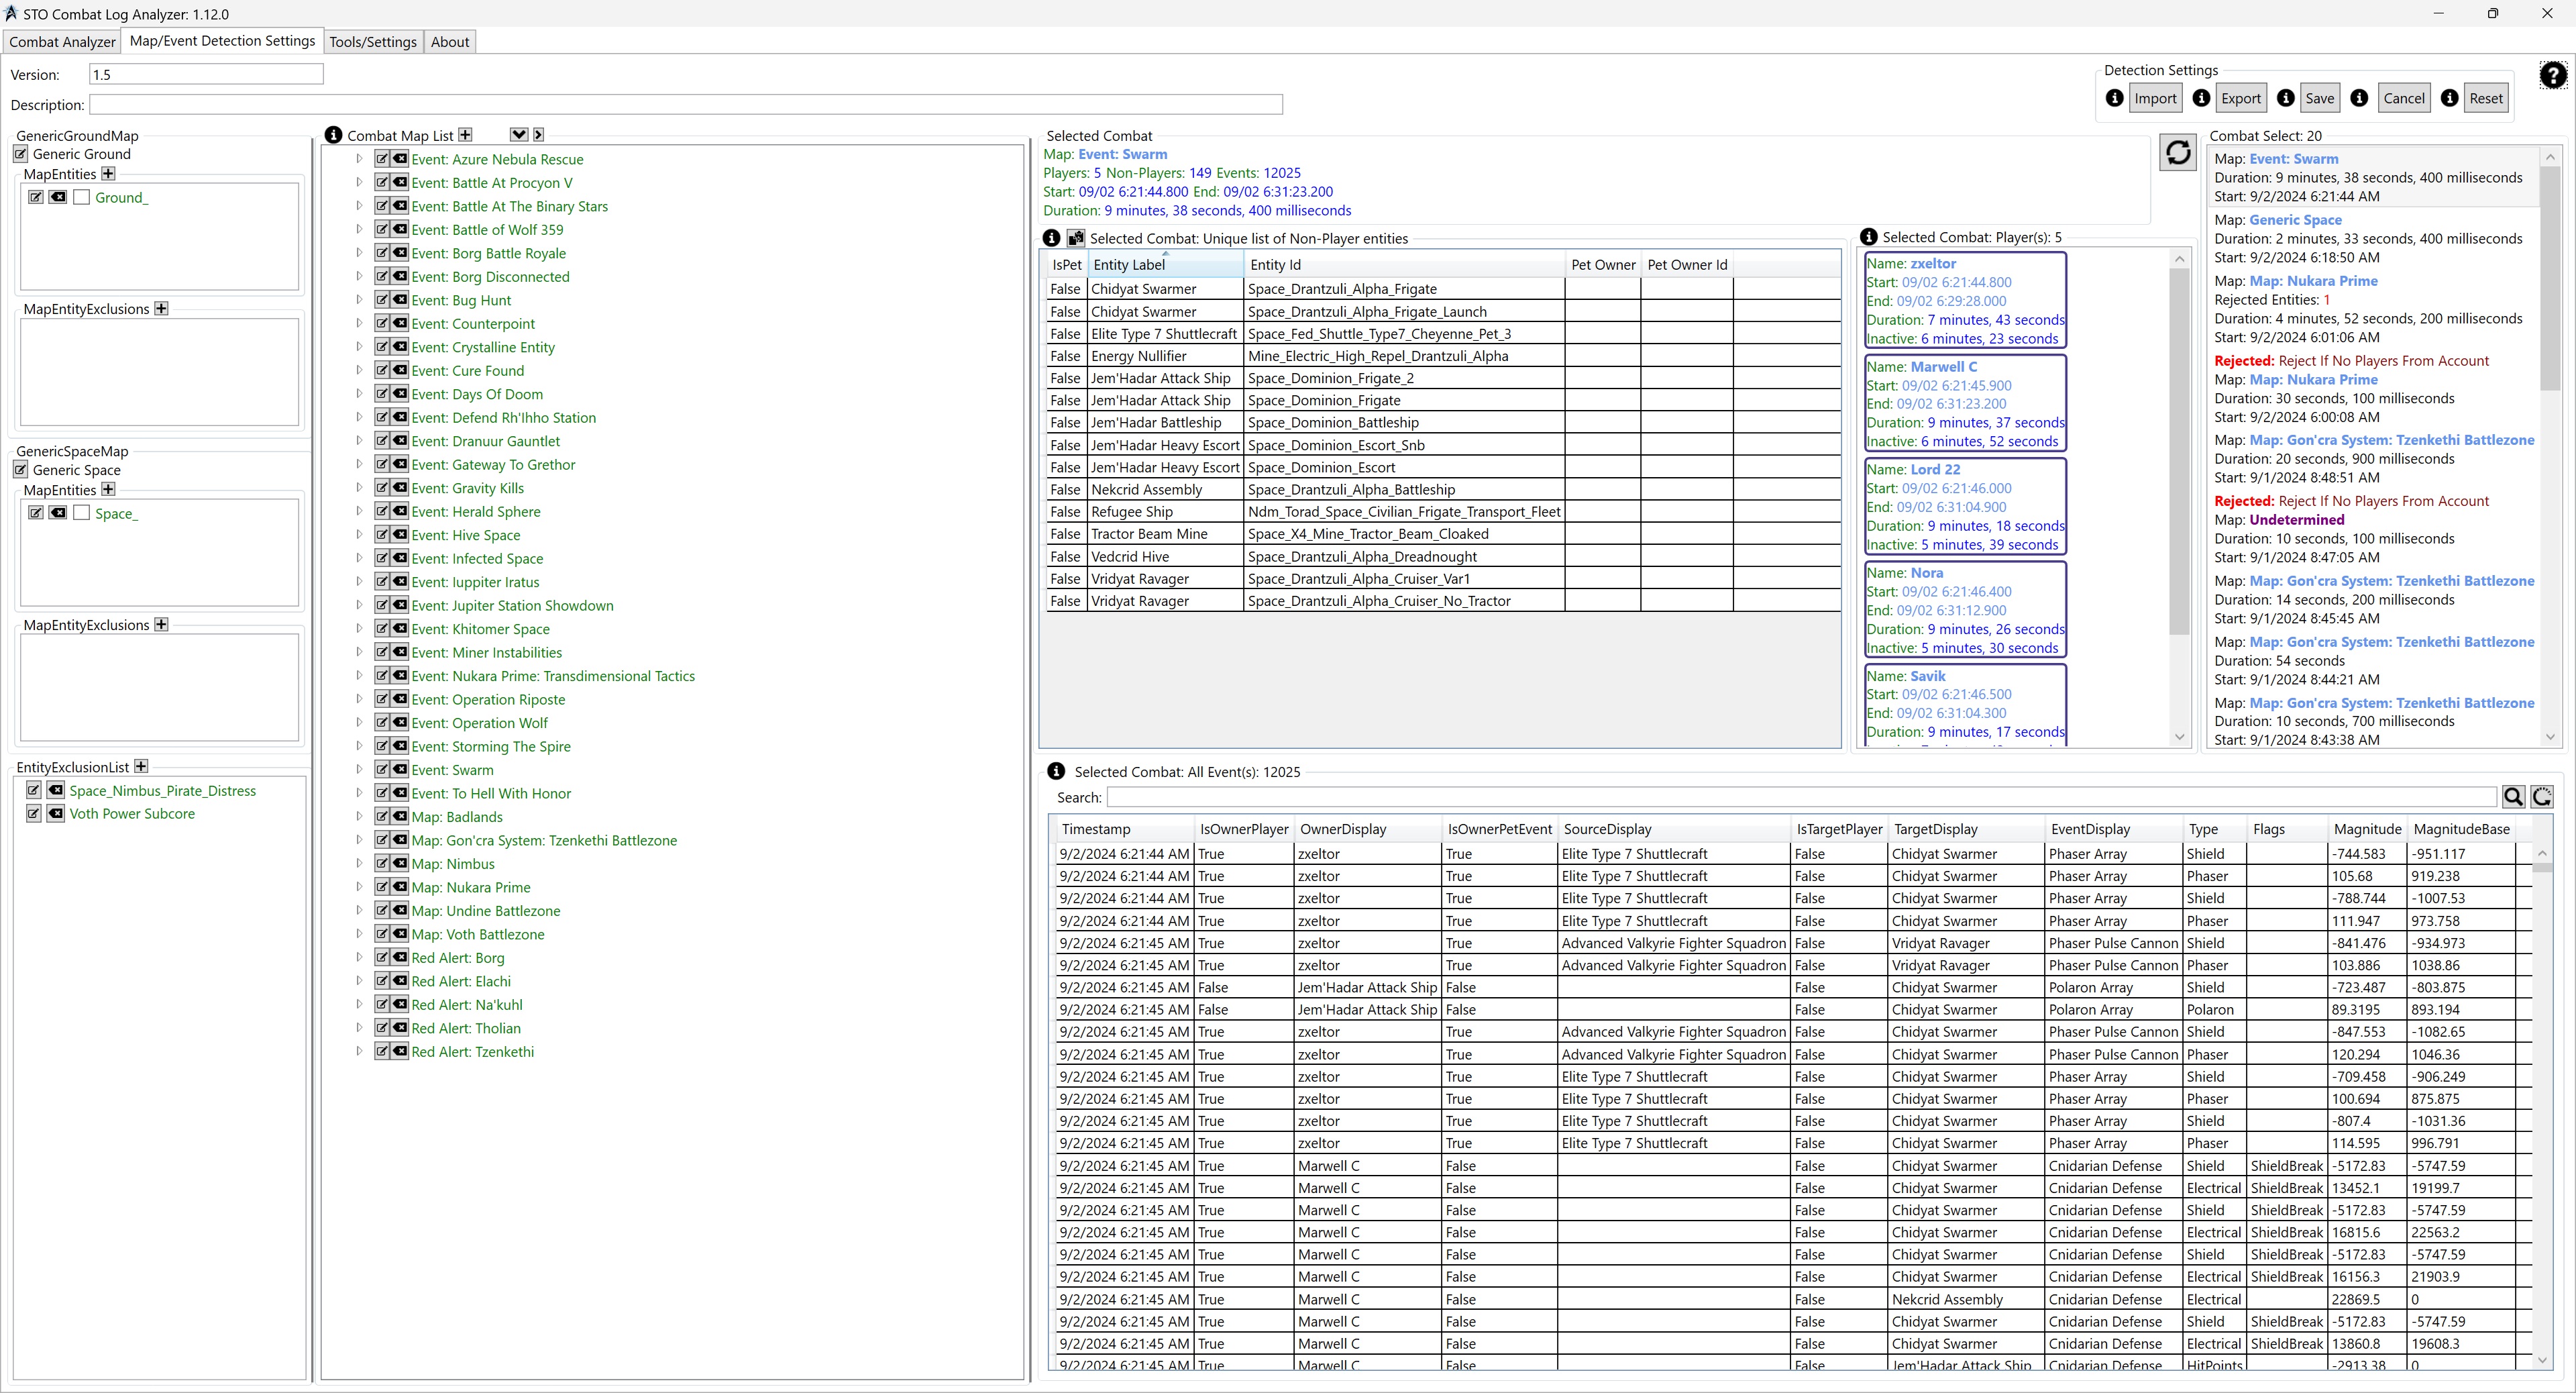 STO Combat Log Analyzer: 1.12.0
Combat Analyzer Map/Event Detection Settings Tools/Settings About
Version: 1.5
Description:
Detection Settings
Import Export Save Cancel Reset
GenericGroundMap
Generic Ground
MapEntities
Ground_
MapEntityExclusions
GenericSpaceMap
Generic Space
MapEntities
Space_
MapEntityExclusions
EntityExclusionList
Space_Nimbus_Pirate_Distress
Voth Power Subcore
Combat Map List
Event: Azure Nebula Rescue
Event: Battle At Procyon V
Event: Battle At The Binary Stars
Event: Battle of Wolf 359
Event: Borg Battle Royale
Event: Borg Disconnected
Event: Bug Hunt
Event: Counterpoint
Event: Crystalline Entity
Event: Cure Found
Event: Days Of Doom
Event: Defend Rh'Ihho Station
Event: Dranuur Gauntlet
Event: Gateway To Grethor
Event: Gravity Kills
Event: Herald Sphere
Event: Hive Space
Event: Infected Space
Event: Iuppiter Iratus
Event: Jupiter Station Showdown
Event: Khitomer Space
Event: Miner Instabilities
Event: Nukara Prime: Transdimensional Tactics
Event: Operation Riposte
Event: Operation Wolf
Event: Storming The Spire
Event: Swarm
Event: To Hell With Honor
Map: Badlands
Map: Gon'cra System: Tzenkethi Battlezone
Map: Nimbus
Map: Nukara Prime
Map: Undine Battlezone
Map: Voth Battlezone
Red Alert: Borg
Red Alert: Elachi
Red Alert: Na'kuhl
Red Alert: Tholian
Red Alert: Tzenkethi
Selected Combat
Map: Event: Swarm
Players: 5 Non-Players: 149 Events: 12025
Start: 09/02 6:21:44.800 End: 09/02 6:31:23.200
Duration: 9 minutes, 38 seconds, 400 milliseconds
Selected Combat: Unique list of Non-Player entities
IsPet Entity Label Entity Id Pet Owner Pet Owner Id
False Chidyat Swarmer Space_Drantzuli_Alpha_Frigate
False Chidyat Swarmer Space_Drantzuli_Alpha_Frigate_Launch
False Elite Type 7 Shuttlecraft Space_Fed_Shuttle_Type7_Cheyenne_Pet_3
False Energy Nullifier Mine_Electric_High_Repel_Drantzuli_Alpha
False Jem'Hadar Attack Ship Space_Dominion_Frigate_2
False Jem'Hadar Attack Ship Space_Dominion_Frigate
False Jem'Hadar Battleship Space_Dominion_Battleship
False Jem'Hadar Heavy Escort Space_Dominion_Escort_Snb
False Jem'Hadar Heavy Escort Space_Dominion_Escort
False Nekcrid Assembly Space_Drantzuli_Alpha_Battleship
False Refugee Ship Ndm_Torad_Space_Civilian_Frigate_Transport_Fleet
False Tractor Beam Mine Space_X4_Mine_Tractor_Beam_Cloaked
False Vedcrid Hive Space_Drantzuli_Alpha_Dreadnought
False Vridyat Ravager Space_Drantzuli_Alpha_Cruiser_Var1
False Vridyat Ravager Space_Drantzuli_Alpha_Cruiser_No_Tractor
Selected Combat: Player(s): 5
Name: zxeltor
Start: 09/02 6:21:44.800
End: 09/02 6:29:28.000
Duration: 7 minutes, 43 seconds
Inactive: 6 minutes, 23 seconds
Name: Marwell C
Start: 09/02 6:21:45.900
End: 09/02 6:31:23.200
Duration: 9 minutes, 37 seconds
Inactive: 6 minutes, 52 seconds
Name: Lord 22
Start: 09/02 6:21:46.000
End: 09/02 6:31:04.900
Duration: 9 minutes, 18 seconds
Inactive: 5 minutes, 39 seconds
Name: Nora
Start: 09/02 6:21:46.400
End: 09/02 6:31:12.900
Duration: 9 minutes, 26 seconds
Inactive: 5 minutes, 30 seconds
Name: Savik
Start: 09/02 6:21:46.500
End: 09/02 6:31:04.300
Duration: 9 minutes, 17 seconds
Combat Select: 20
Map: Event: Swarm
Duration: 9 minutes, 38 seconds, 400 milliseconds
Start: 9/2/2024 6:21:44 AM
Map: Generic Space
Duration: 2 minutes, 33 seconds, 400 milliseconds
Start: 9/2/2024 6:18:50 AM
Map: Map: Nukara Prime
Rejected Entities: 1
Duration: 4 minutes, 52 seconds, 200 milliseconds
Start: 9/2/2024 6:01:06 AM
Rejected: Reject If No Players From Account
Map: Map: Nukara Prime
Duration: 30 seconds, 100 milliseconds
Start: 9/2/2024 6:00:08 AM
Map: Map: Gon'cra System: Tzenkethi Battlezone
Duration: 20 seconds, 900 milliseconds
Start: 9/1/2024 8:48:51 AM
Rejected: Reject If No Players From Account
Map: Undetermined
Duration: 10 seconds, 100 milliseconds
Start: 9/1/2024 8:47:05 AM
Map: Map: Gon'cra System: Tzenkethi Battlezone
Duration: 14 seconds, 200 milliseconds
Start: 9/1/2024 8:45:45 AM
Map: Map: Gon'cra System: Tzenkethi Battlezone
Duration: 54 seconds
Start: 9/1/2024 8:44:21 AM
Map: Map: Gon'cra System: Tzenkethi Battlezone
Duration: 10 seconds, 700 milliseconds
Start: 9/1/2024 8:43:38 AM
Selected Combat: All Event(s): 12025
Search:
Timestamp IsOwnerPlayer OwnerDisplay IsOwnerPetEvent SourceDisplay IsTargetPlayer TargetDisplay EventDisplay Type Flags Magnitude MagnitudeBase
9/2/2024 6:21:44 AM True zxeltor True Elite Type 7 Shuttlecraft False Chidyat Swarmer Phaser Array Shield -744.583 -951.117
9/2/2024 6:21:44 AM True zxeltor True Elite Type 7 Shuttlecraft False Chidyat Swarmer Phaser Array Phaser 105.68 919.238
9/2/2024 6:21:44 AM True zxeltor True Elite Type 7 Shuttlecraft False Chidyat Swarmer Phaser Array Shield -788.744 -1007.53
9/2/2024 6:21:44 AM True zxeltor True Elite Type 7 Shuttlecraft False Chidyat Swarmer Phaser Array Phaser 111.947 973.758
9/2/2024 6:21:45 AM True zxeltor True Advanced Valkyrie Fighter Squadron False Vridyat Ravager Phaser Pulse Cannon Shield -841.476 -934.973
9/2/2024 6:21:45 AM True zxeltor True Advanced Valkyrie Fighter Squadron False Vridyat Ravager Phaser Pulse Cannon Phaser 103.886 1038.86
9/2/2024 6:21:45 AM False Jem'Hadar Attack Ship False False Chidyat Swarmer Polaron Array Shield -723.487 -803.875
9/2/2024 6:21:45 AM False Jem'Hadar Attack Ship False False Chidyat Swarmer Polaron Array Polaron 89.3195 893.194
9/2/2024 6:21:45 AM True zxeltor True Advanced Valkyrie Fighter Squadron False Chidyat Swarmer Phaser Pulse Cannon Shield -847.553 -1082.65
9/2/2024 6:21:45 AM True zxeltor True Advanced Valkyrie Fighter Squadron False Chidyat Swarmer Phaser Pulse Cannon Phaser 120.294 1046.36
9/2/2024 6:21:45 AM True zxeltor True Elite Type 7 Shuttlecraft False Chidyat Swarmer Phaser Array Shield -709.458 -906.249
9/2/2024 6:21:45 AM True zxeltor True Elite Type 7 Shuttlecraft False Chidyat Swarmer Phaser Array Phaser 100.694 875.875
9/2/2024 6:21:45 AM True zxeltor True Elite Type 7 Shuttlecraft False Chidyat Swarmer Phaser Array Shield -807.4 -1031.36
9/2/2024 6:21:45 AM True zxeltor True Elite Type 7 Shuttlecraft False Chidyat Swarmer Phaser Array Phaser 114.595 996.791
9/2/2024 6:21:45 AM True Marwell C False False Chidyat Swarmer Cnidarian Defense Shield ShieldBreak -5172.83 -5747.59
9/2/2024 6:21:45 AM True Marwell C False False Chidyat Swarmer Cnidarian Defense Electrical ShieldBreak 13452.1 19199.7
9/2/2024 6:21:45 AM True Marwell C False False Chidyat Swarmer Cnidarian Defense Shield ShieldBreak -5172.83 -5747.59
9/2/2024 6:21:45 AM True Marwell C False False Chidyat Swarmer Cnidarian Defense Electrical ShieldBreak 16815.6 22563.2
9/2/2024 6:21:45 AM True Marwell C False False Chidyat Swarmer Cnidarian Defense Shield ShieldBreak -5172.83 -5747.59
9/2/2024 6:21:45 AM True Marwell C False False Chidyat Swarmer Cnidarian Defense Electrical ShieldBreak 16156.3 21903.9
9/2/2024 6:21:45 AM True Marwell C False False Nekcrid Assembly Cnidarian Defense Electrical 22869.5 0
9/2/2024 6:21:45 AM True Marwell C False False Chidyat Swarmer Cnidarian Defense Shield ShieldBreak -5172.83 -5747.59
9/2/2024 6:21:45 AM True Marwell C False False Chidyat Swarmer Cnidarian Defense Electrical ShieldBreak 13860.8 19608.3
9/2/2024 6:21:45 AM True Marwell C False False Jem'Hadar Attack Ship Cnidarian Defense HitPoints -2913.38 0